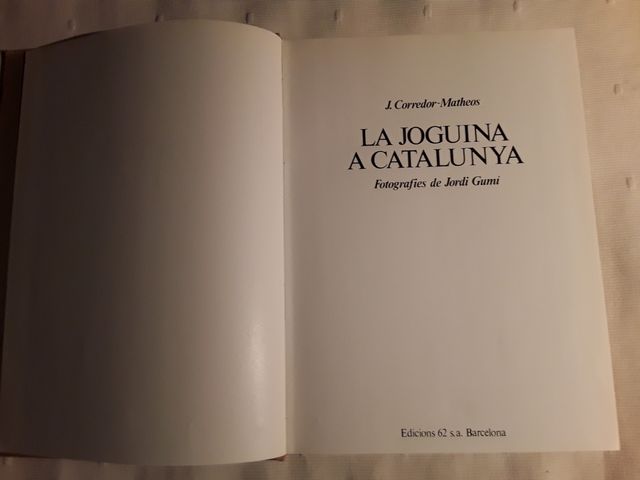 J. Corredor-Matheos
LA JOGUINA
A CATALUNYA
Fotografies de Jordi Gumí
Edicions 62 s.a. Barcelona